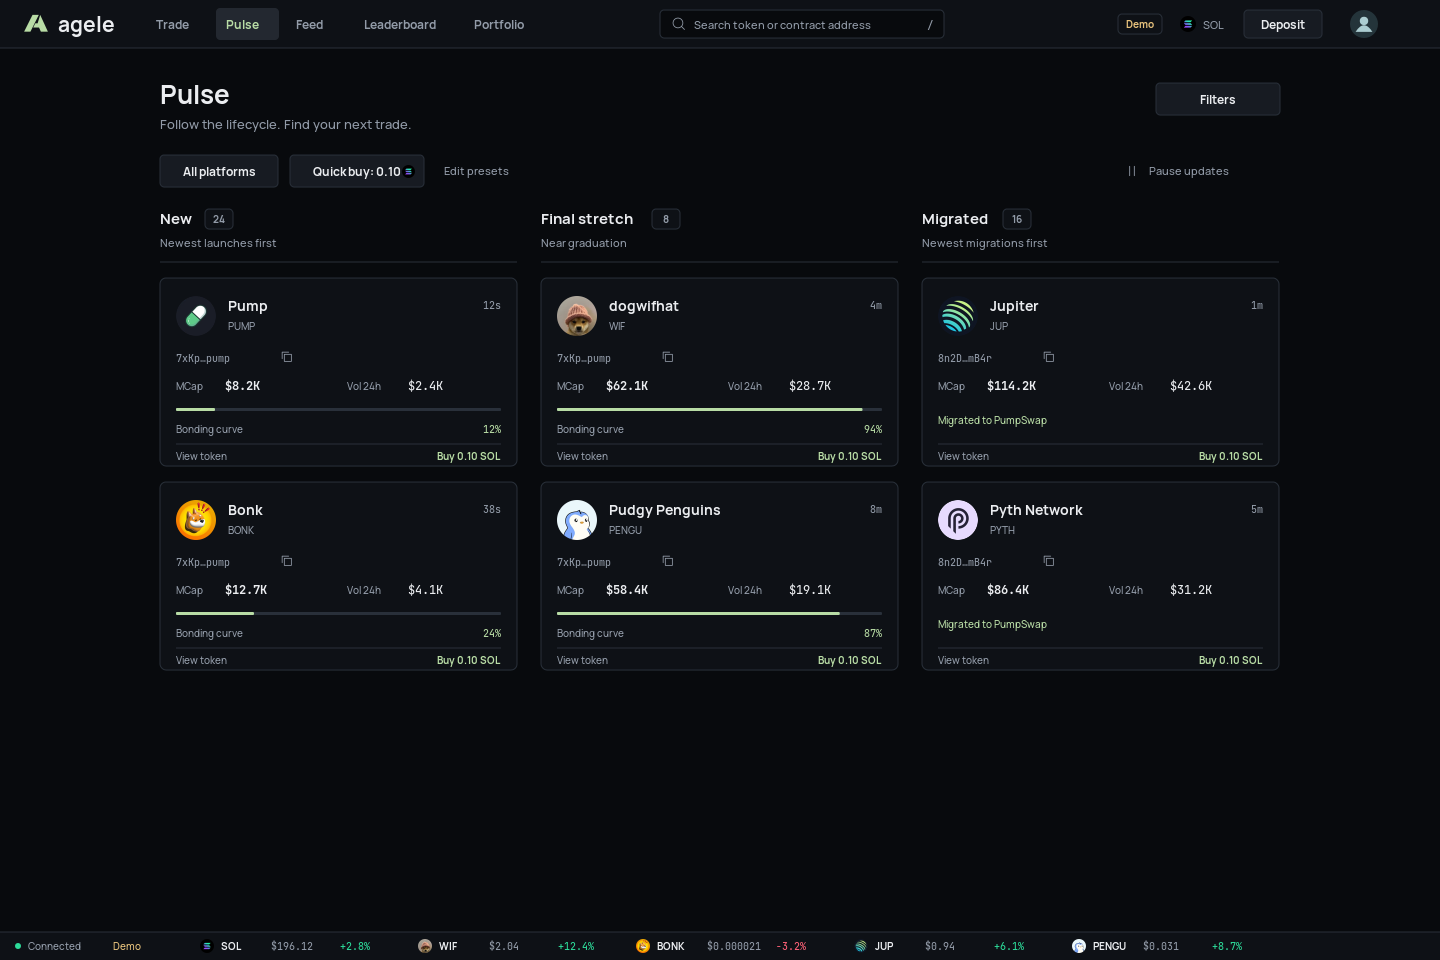 agele
Trade
Pulse
Feed
Leaderboard
Portfolio
Search token or contract address
/
Demo
SOL
Deposit
Pulse
Follow the lifecycle. Find your next trade.
Filters
All platforms
Quick buy: 0.10
Edit presets
Pause updates
New 24
Newest launches first
Final stretch 8
Near graduation
Migrated 16
Newest migrations first
Pump 12s
PUMP
7xKp…pump
MCap $8.2K Vol 24h $2.4K
Bonding curve 12%
View token Buy 0.10 SOL
dogwifhat 4m
WIF
7xKp…pump
MCap $62.1K Vol 24h $28.7K
Bonding curve 94%
View token Buy 0.10 SOL
Jupiter 1m
JUP
8n2D…mB4r
MCap $114.2K Vol 24h $42.6K
Migrated to PumpSwap
View token Buy 0.10 SOL
Bonk 38s
BONK
7xKp…pump
MCap $12.7K Vol 24h $4.1K
Bonding curve 24%
View token Buy 0.10 SOL
Pudgy Penguins 8m
PENGU
7xKp…pump
MCap $58.4K Vol 24h $19.1K
Bonding curve 87%
View token Buy 0.10 SOL
Pyth Network 5m
PYTH
8n2D…mB4r
MCap $86.4K Vol 24h $31.2K
Migrated to PumpSwap
View token Buy 0.10 SOL
Connected Demo SOL $196.12 +2.8% WIF $2.04 +12.4% BONK $0.000021 -3.2% JUP $0.94 +6.1% PENGU $0.031 +8.7%